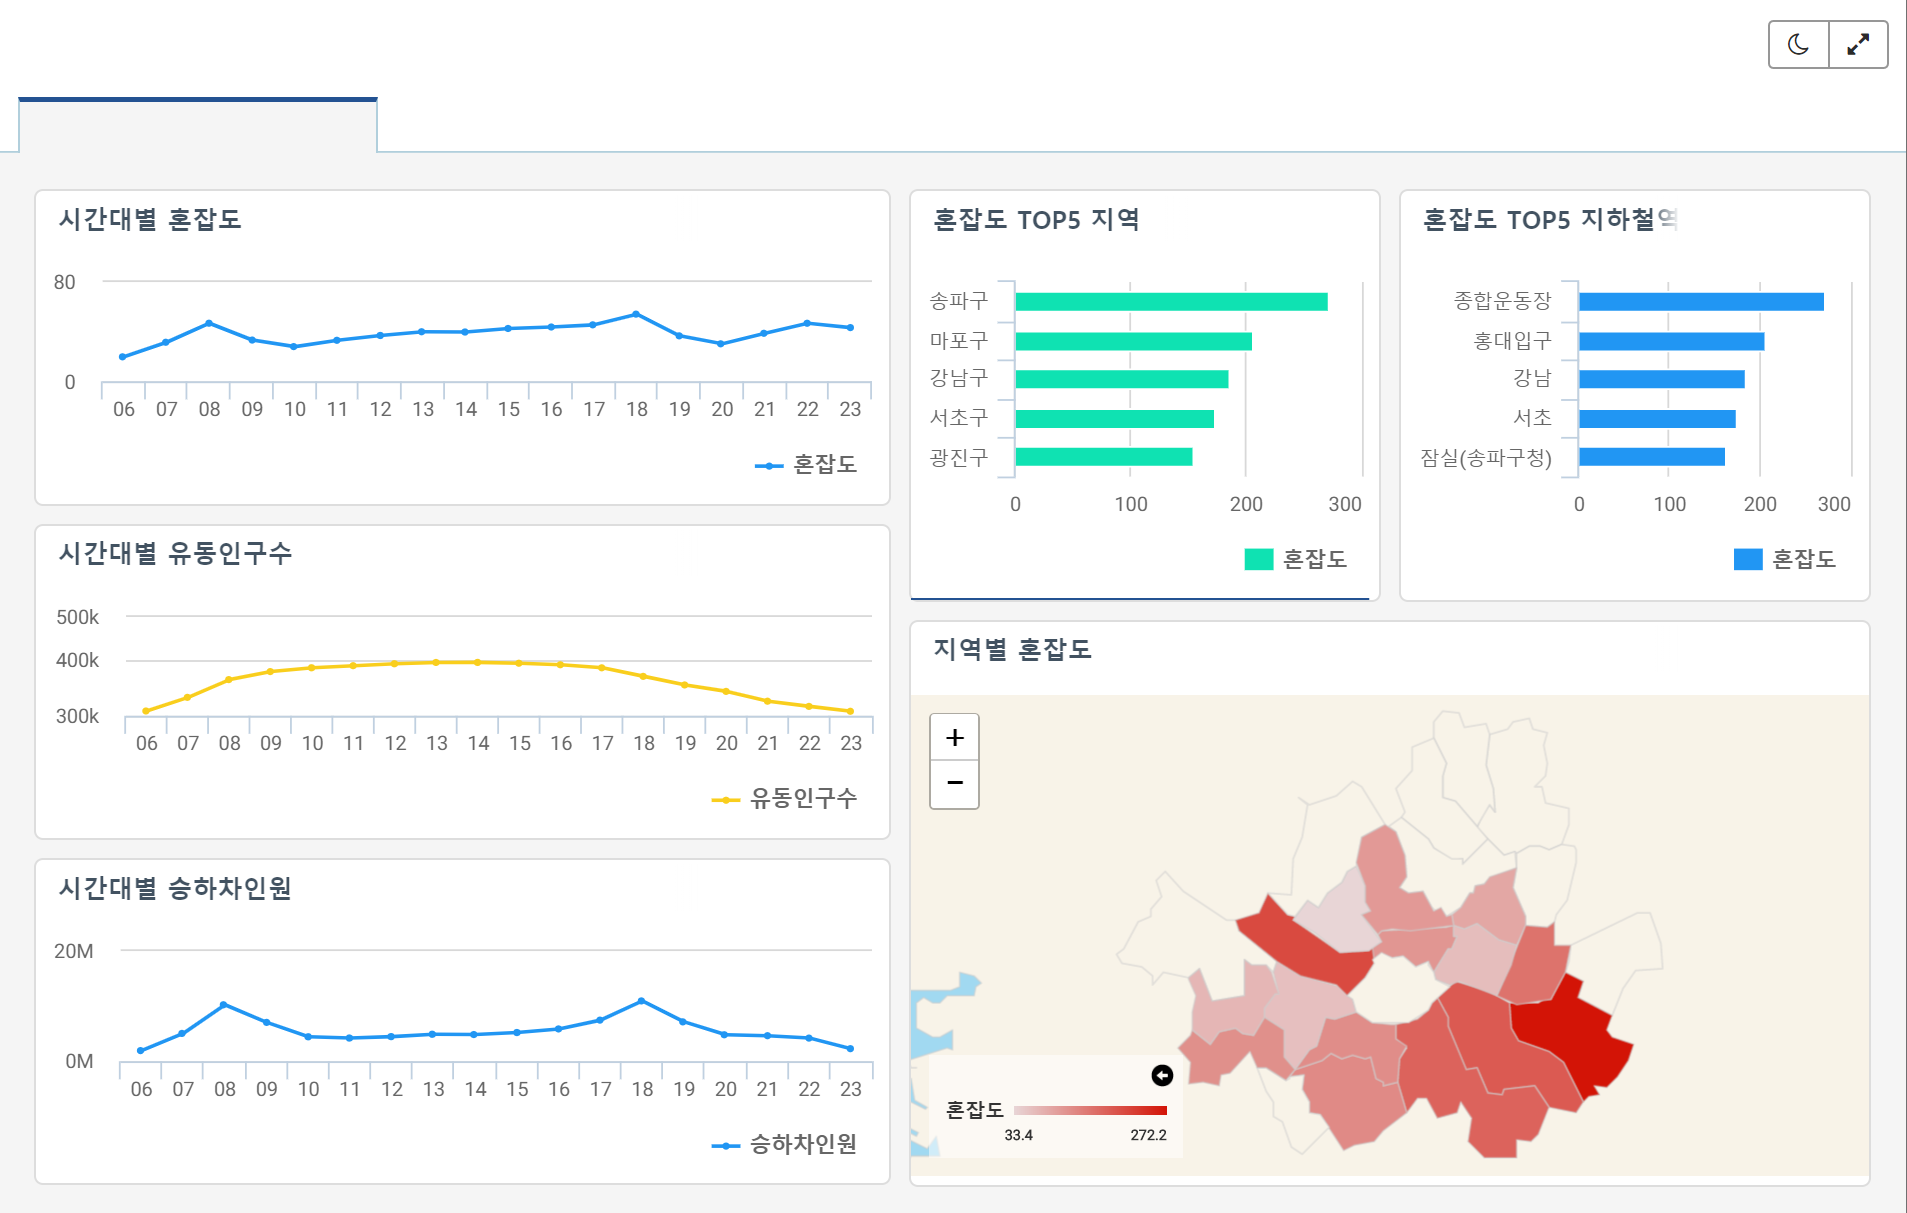 시간대별 혼잡도
80
0
06 07 08 09 10 11 12 13 14 15 16 17 18 19 20 21 22 23
혼잡도
시간대별 유동인구수
500k
400k
300k
06 07 08 09 10 11 12 13 14 15 16 17 18 19 20 21 22 23
유동인구수
시간대별 승하차인원
20M
0M
06 07 08 09 10 11 12 13 14 15 16 17 18 19 20 21 22 23
승하차인원
혼잡도 TOP5 지역
송파구
마포구
강남구
서초구
광진구
0 100 200 300
혼잡도
혼잡도 TOP5 지하철역
종합운동장
홍대입구
강남
서초
잠실(송파구청)
0 100 200 300
혼잡도
지역별 혼잡도
+
−
혼잡도
33.4 272.2